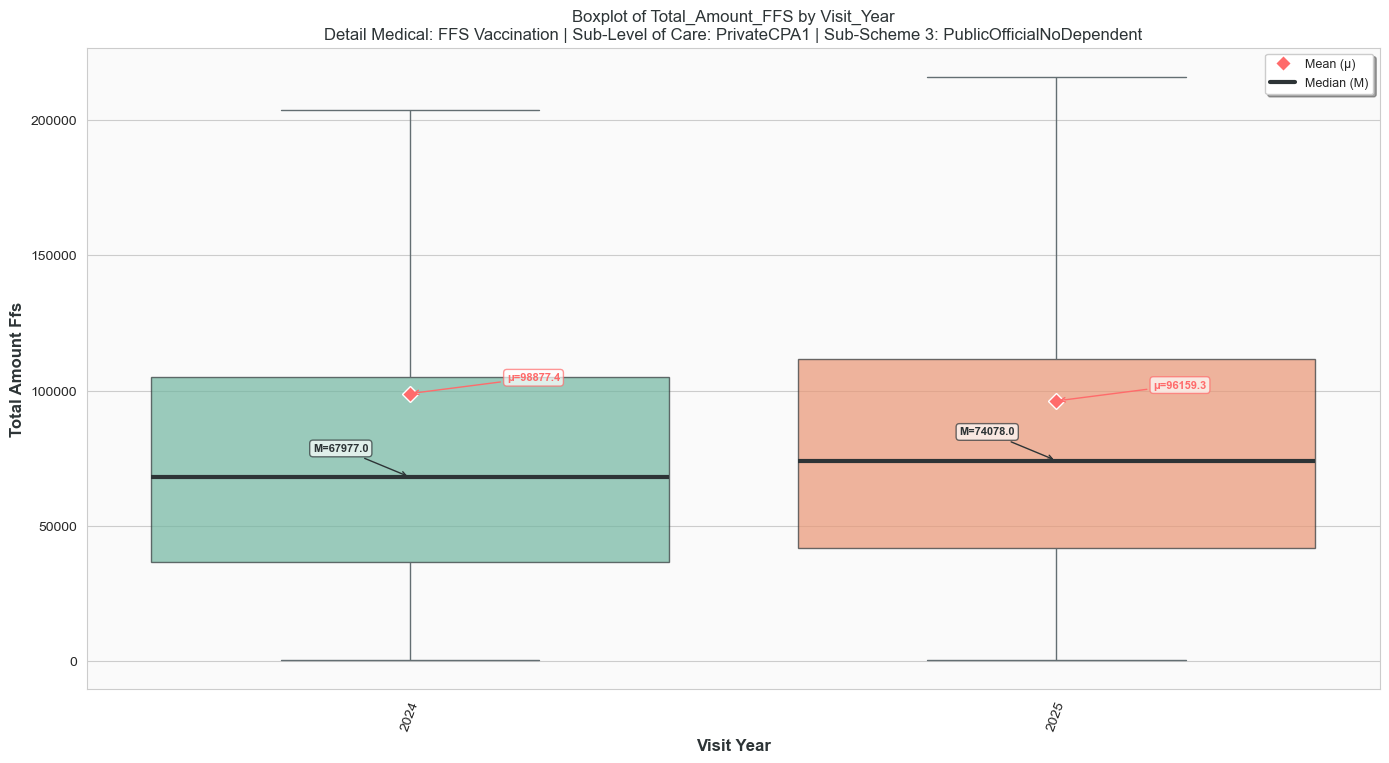 Boxplot of Total_Amount_FFS by Visit_Year
Detail Medical: FFS Vaccination | Sub-Level of Care: PrivateCPA1 | Sub-Scheme 3: PublicOfficialNoDependent
Mean (μ)
Median (M)
Total Amount Ffs
200000
150000
100000
50000
0
μ=98877.4
M=67977.0
μ=96159.3
M=74078.0
2024
2025
Visit Year